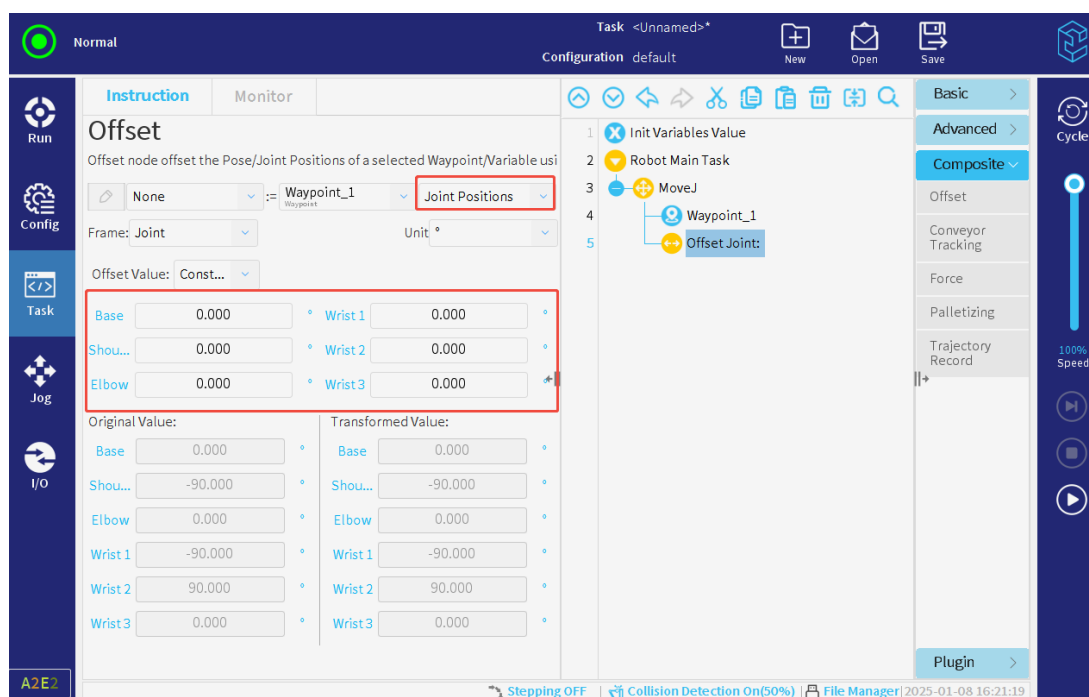 Normal
Task <Unnamed>*
Configuration default
New
Open
Save
Run
Config
Task
Jog
I/O
A2E2
Instruction
Monitor
Offset
Offset node offset the Pose/Joint Positions of a selected Waypoint/Variable usi
None := Waypoint_1 Joint Positions
Waypoint
Frame: Joint Unit °
Offset Value: Const...
Base 0.000 ° Wrist 1 0.000 °
Shou... 0.000 ° Wrist 2 0.000 °
Elbow 0.000 ° Wrist 3 0.000 °
Original Value: Transformed Value:
Base 0.000 ° Base 0.000 °
Shou... -90.000 ° Shou... -90.000 °
Elbow 0.000 ° Elbow 0.000 °
Wrist 1 -90.000 ° Wrist 1 -90.000 °
Wrist 2 90.000 ° Wrist 2 90.000 °
Wrist 3 0.000 ° Wrist 3 0.000 °
1 Init Variables Value
2 Robot Main Task
3 MoveJ
4 Waypoint_1
5 Offset Joint:
Basic
Advanced
Composite
Offset
Conveyor
Tracking
Force
Palletizing
Trajectory
Record
Plugin
Cycle
100%
Speed
Stepping OFF | Collision Detection On(50%) | File Manager | 2025-01-08 16:21:19